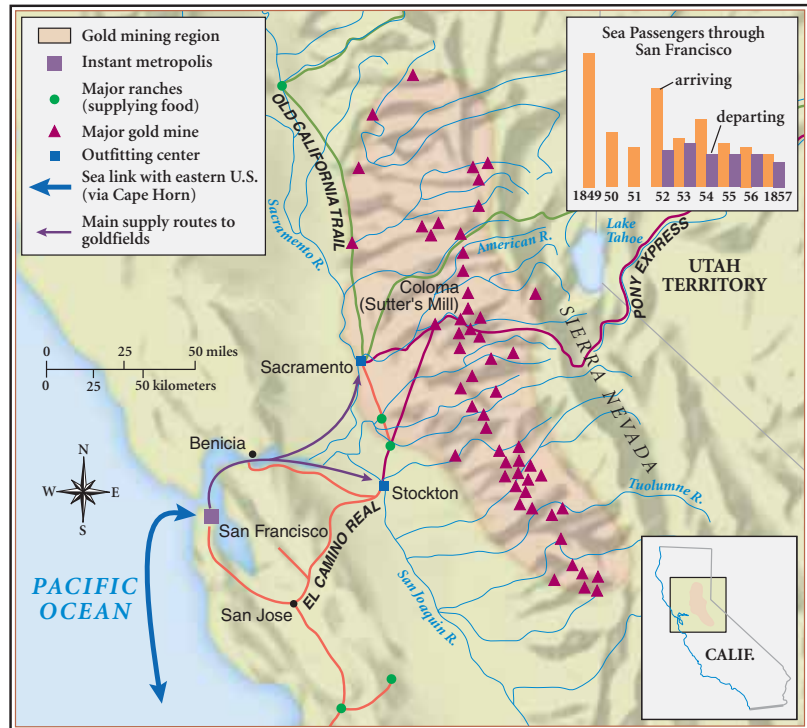 Gold mining region
Instant metropolis
Major ranches
(supplying food)
Major gold mine
Outfitting center
Sea link with eastern U.S.
(via Cape Horn)
Main supply routes to
goldfields
Sea Passengers through
San Francisco
arriving
departing
1849 50 51 52 53 54 55 56 1857
OLD CALIFORNIA TRAIL
Sacramento R.
American R.
Lake
Tahoe
PONY EXPRESS
UTAH
TERRITORY
Coloma
(Sutter's Mill)
SIERRA NEVADA
0 25 50 miles
0 25 50 kilometers
Sacramento
Benicia
N
W E
S
Stockton
Tuolumne R.
San Francisco
EL CAMINO REAL
PACIFIC
OCEAN
San Jose
San Joaquin R.
CALIF.